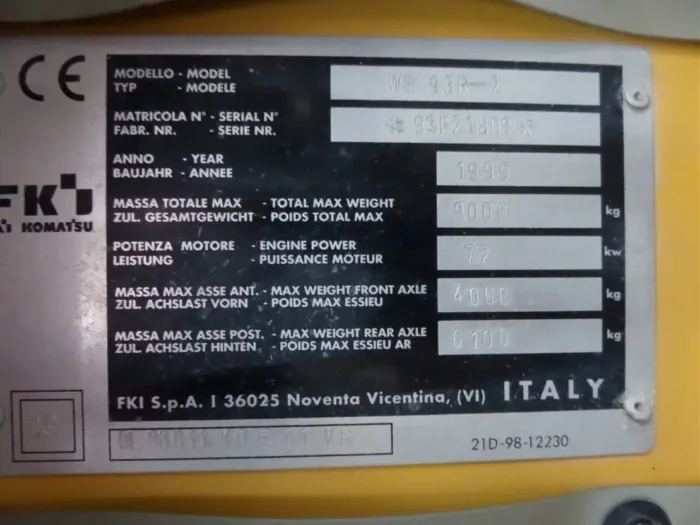 CE
MODELLO - MODEL WB 93R-2
TYP - MODELE
MATRICOLA N° - SERIAL N°
FABR. NR. - SERIE NR.
ANNO - YEAR 1999
BAUJAHR - ANNEE
MASSA TOTALE MAX - TOTAL MAX WEIGHT 9000 kg
ZUL. GESAMTGEWICHT - POIDS TOTAL MAX
POTENZA MOTORE - ENGINE POWER kw
LEISTUNG - PUISSANCE MOTEUR
MASSA MAX ASSE ANT. - MAX WEIGHT FRONT AXLE 4000 kg
ZUL. ACHSLAST VORN - POIDS MAX ESSIEU
MASSA MAX ASSE POST. - MAX WEIGHT REAR AXLE 6100 kg
ZUL. ACHSLAST HINTEN - POIDS MAX ESSIEU AR
FKI
KOMATSU
FKI S.p.A. I 36025 Noventa Vicentina, (VI) ITALY
21D-98-12230